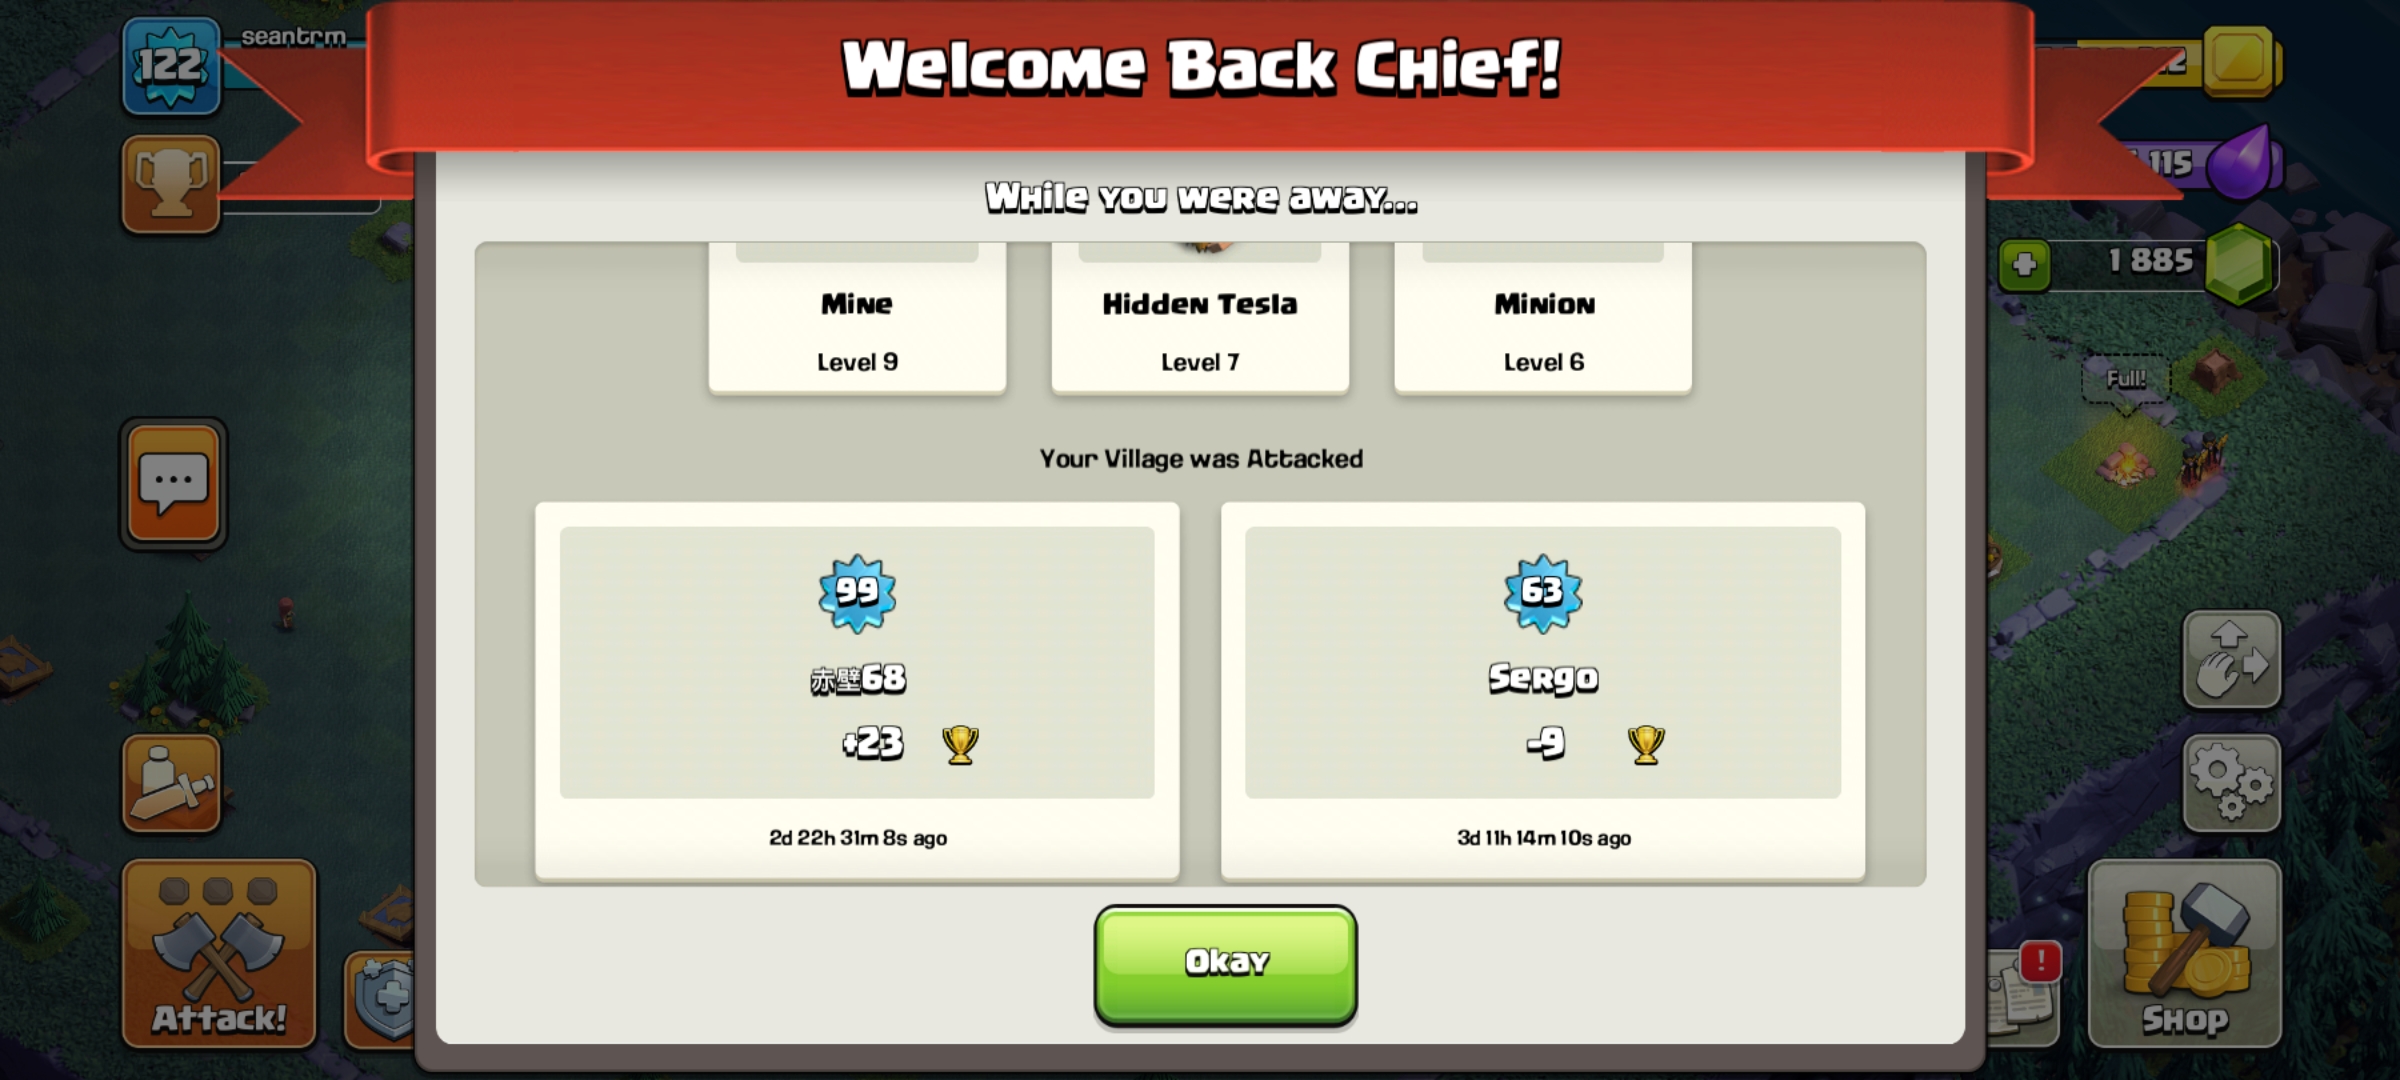 122
seantrm
Welcome Back Chief!
While you were away...
115
1 885
Mine
Hidden Tesla
Minion
Level 9
Level 7
Level 6
Full!
Your Village was Attacked
99
63
赤壁68
Sergo
+23
-9
2d 22h 31m 8s ago
3d 11h 14m 10s ago
Okay
!
Attack!
Shop